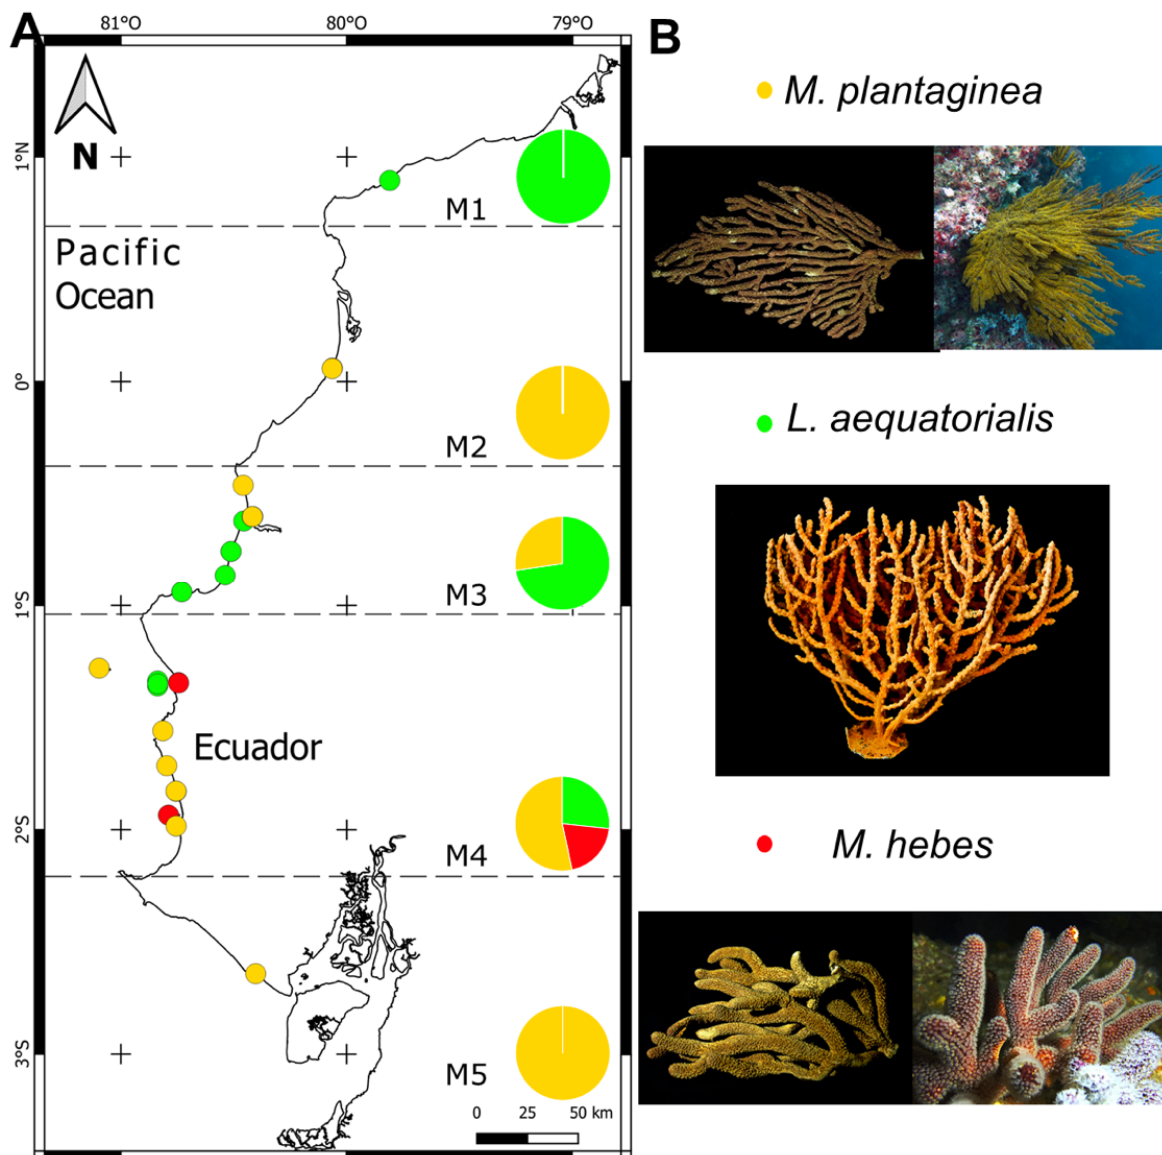 A
81°O
80°O
79°O
N
1°N
0°
1°S
2°S
3°S
Pacific
Ocean
Ecuador
M1
M2
M3
M4
M5
0
25
50 km
B
M. plantaginea
L. aequatorialis
M. hebes